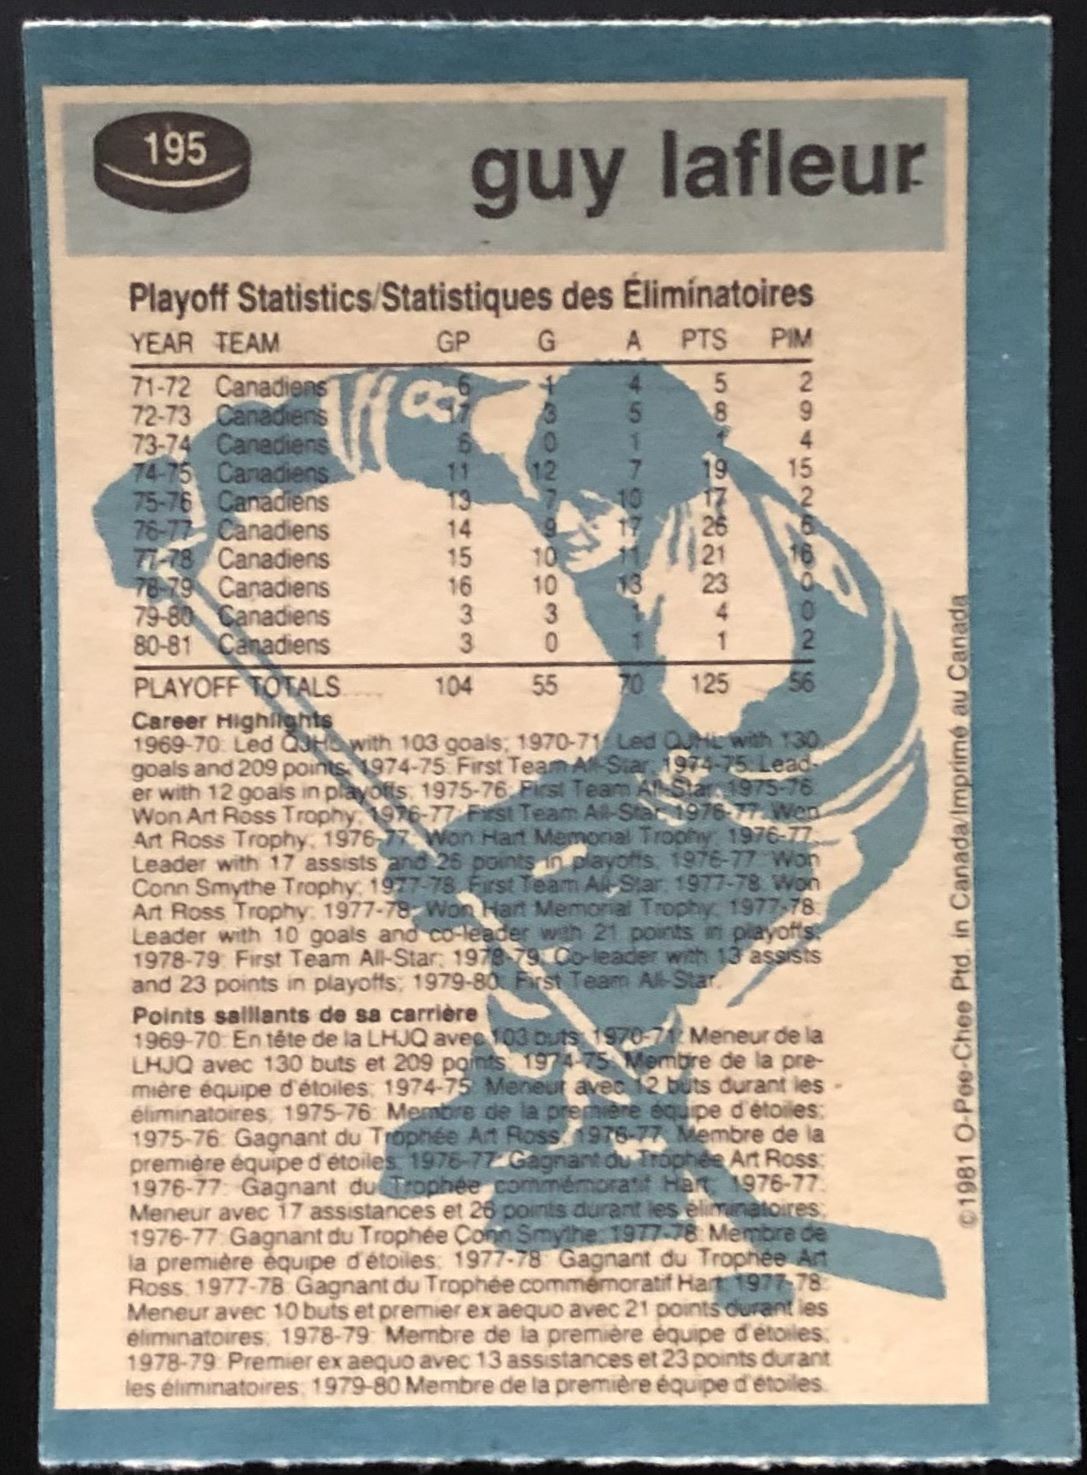 195
guy lafleur
Playoff Statistics/Statistiques des Éliminatoires
YEAR TEAM GP G A PTS PIM
71-72 Canadiens 6 1 4 5 2
72-73 Canadiens 17 3 5 8 9
73-74 Canadiens 6 0 1 1 4
74-75 Canadiens 11 12 7 19 15
75-76 Canadiens 13 7 10 17 2
76-77 Canadiens 14 9 17 26 6
77-78 Canadiens 15 10 11 21 16
78-79 Canadiens 16 10 13 23 0
79-80 Canadiens 3 3 1 4 0
80-81 Canadiens 3 0 1 1 2
PLAYOFF TOTALS 104 55 70 125 56
Career Highlights
1969-70: Led QJHL with 103 goals; 1970-71: Led QJHL with 130
goals and 209 points; 1974-75: First Team All-Star; 1974-75: Lead-
er with 12 goals in playoffs; 1975-76: First Team All-Star; 1975-76:
Won Art Ross Trophy; 1976-77: First Team All-Star; 1976-77: Won
Art Ross Trophy; 1976-77: Won Hart Memorial Trophy; 1976-77:
Leader with 17 assists and 26 points in playoffs; 1976-77: Won
Conn Smythe Trophy; 1977-78: First Team All-Star; 1977-78: Won
Art Ross Trophy; 1977-78: Won Hart Memorial Trophy; 1977-78:
Leader with 10 goals and co-leader with 21 points in playoffs;
1978-79: First Team All-Star; 1978-79: Co-leader with 13 assists
and 23 points in playoffs; 1979-80: First Team All-Star.
Points saillants de sa carrière
1969-70: En tête de la LHJQ avec 103 buts; 1970-71: Meneur de la
LHJQ avec 130 buts et 209 points; 1974-75: Membre de la pre-
mière équipe d'étoiles; 1974-75: Meneur avec 12 buts durant les
éliminatoires; 1975-76: Membre de la première équipe d'étoiles;
1975-76: Gagnant du Trophée Art Ross; 1976-77: Membre de la
première équipe d'étoiles; 1976-77: Gagnant du Trophée Art Ross;
1976-77: Gagnant du Trophée commémoratif Hart; 1976-77:
Meneur avec 17 assistances et 26 points durant les éliminatoires;
1976-77: Gagnant du Trophée Conn Smythe; 1977-78: Membre de
la première équipe d'étoiles; 1977-78: Gagnant du Trophée Art
Ross; 1977-78: Gagnant du Trophée commémoratif Hart; 1977-78:
Meneur avec 10 buts et premier ex aequo avec 21 points durant les
éliminatoires; 1978-79: Membre de la première équipe d'étoiles;
1978-79: Premier ex aequo avec 13 assistances et 23 points durant
les éliminatoires; 1979-80 Membre de la première équipe d'étoiles.
©1981 O-Pee-Chee Ptd. in Canada/Imprimé au Canada